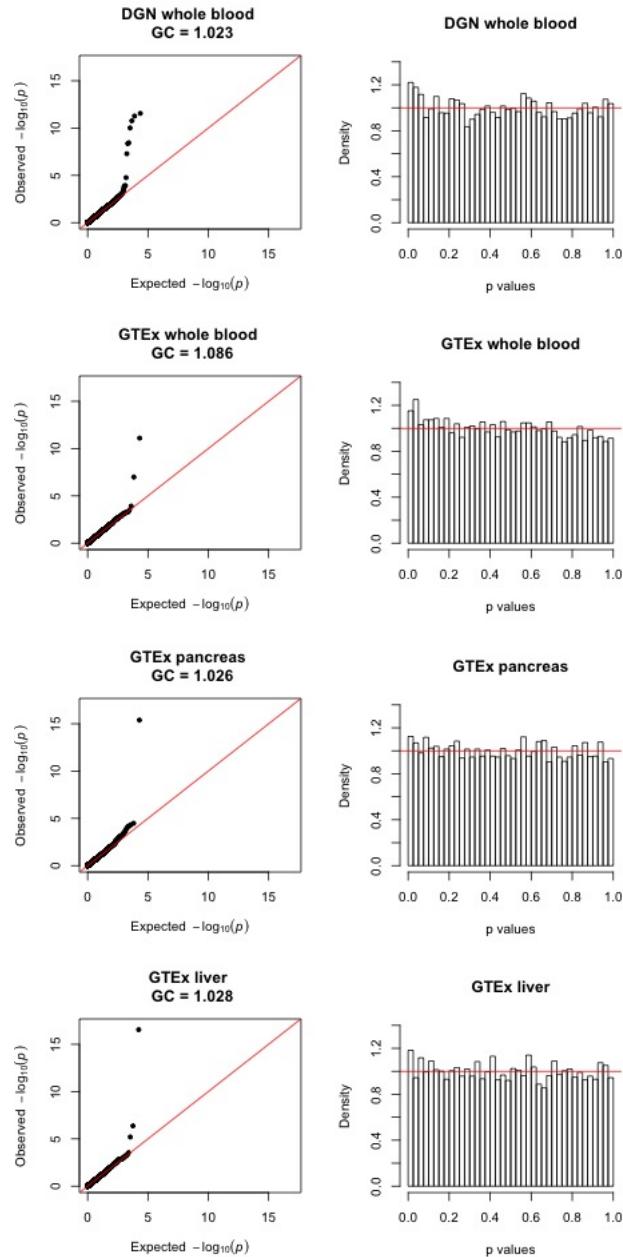 DGN whole blood
GC = 1.023
Observed −log10(p)
15
10
5
0
0 5 10 15
Expected −log10(p)
DGN whole blood
Density
1.2
0.8
0.4
0.0
0.0 0.2 0.4 0.6 0.8 1.0
p values
GTEx whole blood
GC = 1.086
Observed −log10(p)
15
10
5
0
0 5 10 15
Expected −log10(p)
GTEx whole blood
Density
1.2
0.8
0.4
0.0
0.0 0.2 0.4 0.6 0.8 1.0
p values
GTEx pancreas
GC = 1.026
Observed −log10(p)
15
10
5
0
0 5 10 15
Expected −log10(p)
GTEx pancreas
Density
1.2
0.8
0.4
0.0
0.0 0.2 0.4 0.6 0.8 1.0
p values
GTEx liver
GC = 1.028
Observed −log10(p)
15
10
5
0
0 5 10 15
Expected −log10(p)
GTEx liver
Density
1.2
0.8
0.4
0.0
0.0 0.2 0.4 0.6 0.8 1.0
p values